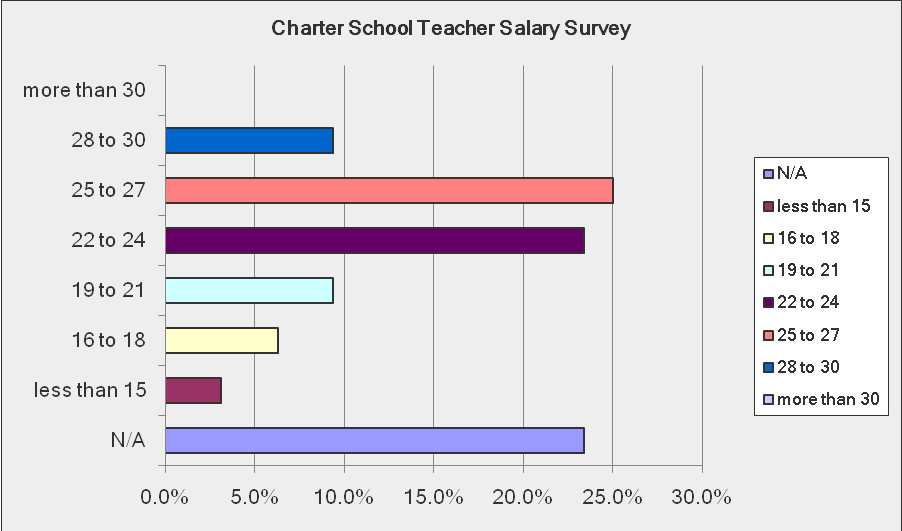 Charter School Teacher Salary Survey
more than 30
28 to 30
25 to 27
22 to 24
19 to 21
16 to 18
less than 15
N/A
0.0% 5.0% 10.0% 15.0% 20.0% 25.0% 30.0%
N/A
less than 15
16 to 18
19 to 21
22 to 24
25 to 27
28 to 30
more than 30